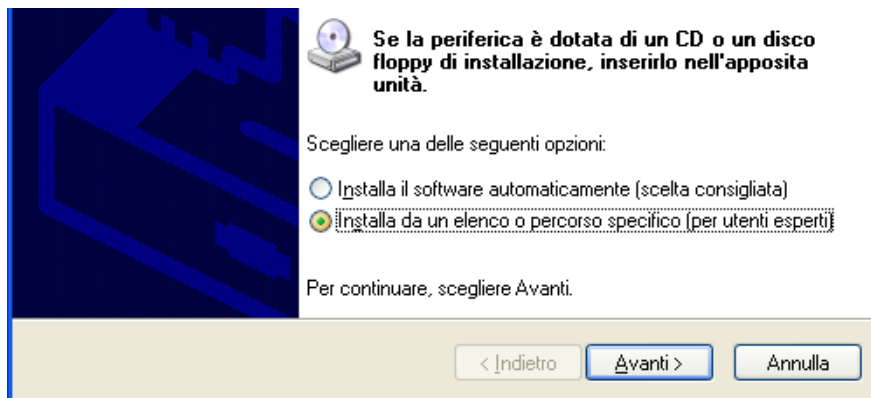 Se la periferica è dotata di un CD o un disco
floppy di installazione, inserirlo nell'apposita
unità.
Scegliere una delle seguenti opzioni:
Installa il software automaticamente (scelta consigliata)
Installa da un elenco o percorso specifico (per utenti esperti)
Per continuare, scegliere Avanti.
< Indietro
Avanti >
Annulla